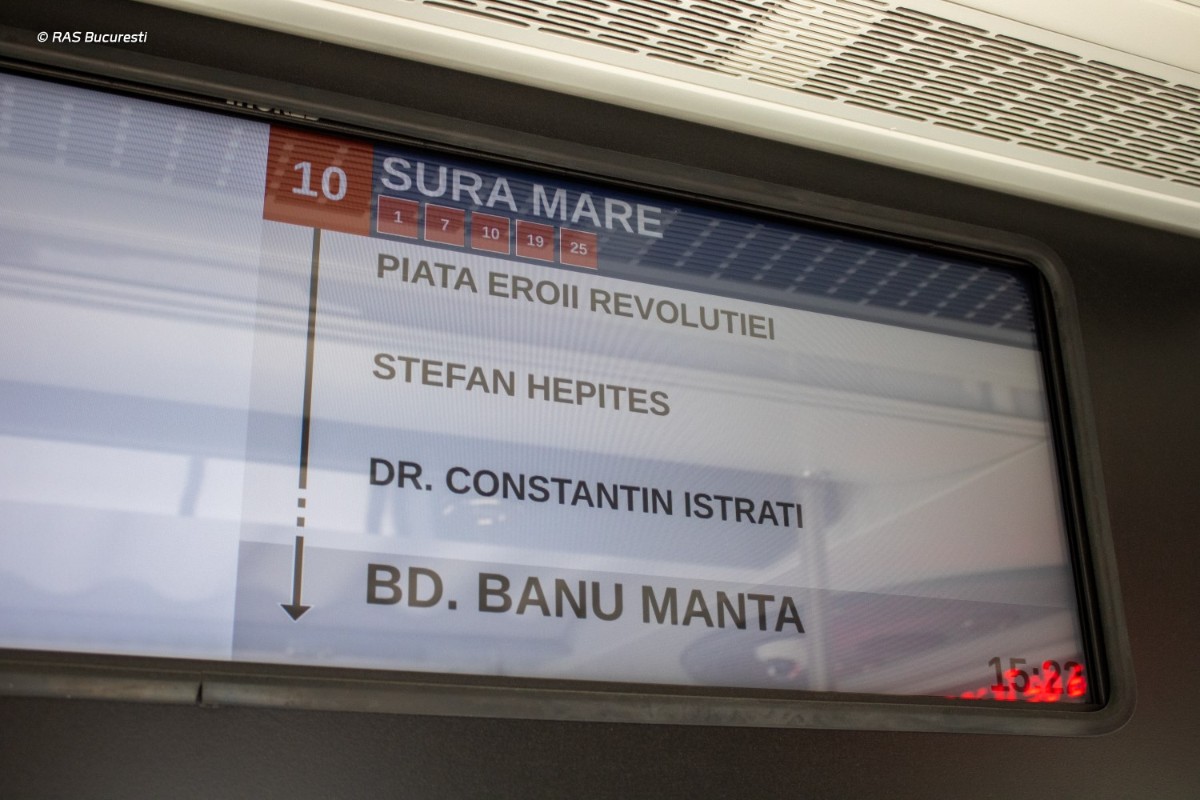 © RAS Bucuresti
10 SURA MARE
1 7 10 19 25
PIATA EROII REVOLUTIEI
STEFAN HEPITES
DR. CONSTANTIN ISTRATI
BD. BANU MANTA